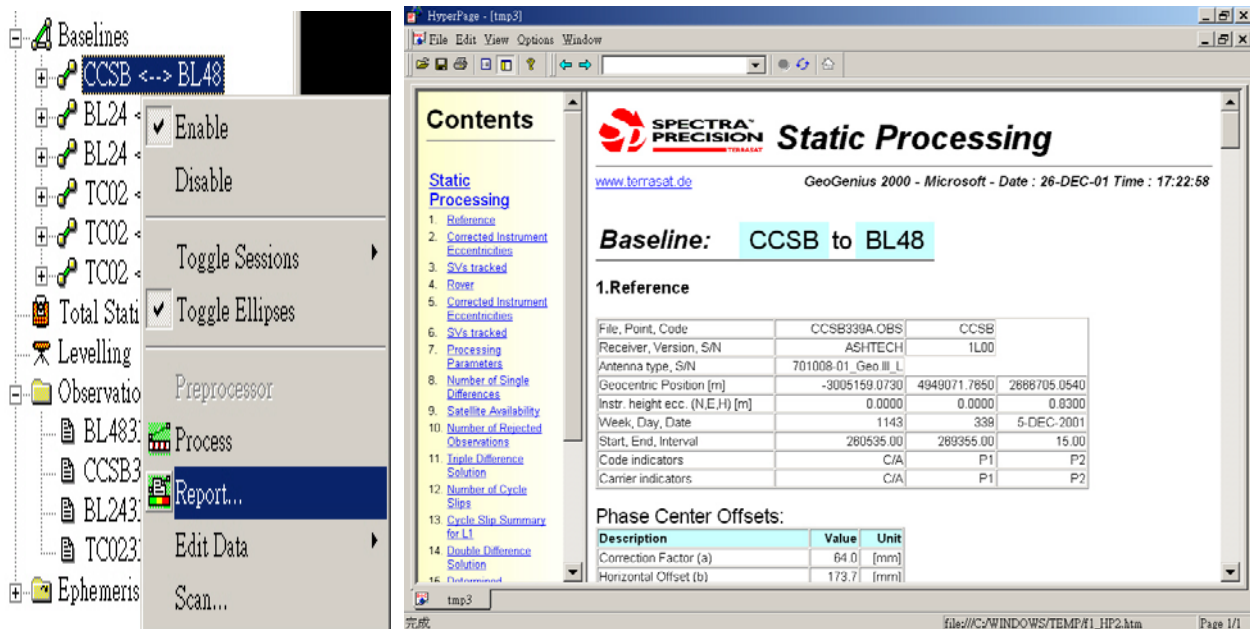 Baselines
CCSB <--> BL48
BL24 <
BL24 <
TC02 <
TC02 <
TC02 <
Total Stati
Levelling
Observatio
BL483
CCSB3
BL243
TC023
Ephemeris
Enable
Disable
Toggle Sessions
Toggle Ellipses
Preprocessor
Process
Report...
Edit Data
Scan...
HyperPage - [tmp3]
File Edit View Options Window
Contents
Static
Processing
1. Reference
2. Corrected Instrument
Eccentricities
3. SVs tracked
4. Rover
5. Corrected Instrument
Eccentricities
6. SVs tracked
7. Processing
Parameters
8. Number of Single
Differences
9. Satellite Availability
10. Number of Rejected
Observations
11. Triple Difference
Solution
12. Number of Cycle
Slips
13. Cycle Slip Summary
for L1
14. Double Difference
Solution
15. Determined
SPECTRA
PRECISION
TERRASAT
Static Processing
www.terrasat.de GeoGenius 2000 - Microsoft - Date : 26-DEC-01 Time : 17:22:58
Baseline: CCSB to BL48
1.Reference
File, Point, Code CCSB339A.OBS CCSB
Receiver, Version, S/N ASHTECH 1L00
Antenna type, S/N 701008-01_Geo.III_L
Geocentric Position [m] -3005159.0730 4949071.7650 2666705.0540
Instr. height ecc. (N,E,H) [m] 0.0000 0.0000 0.8300
Week, Day, Date 1143 339 5-DEC-2001
Start, End, Interval 260535.00 269355.00 15.00
Code indicators C/A P1 P2
Carrier indicators C/A P1 P2
Phase Center Offsets:
Description Value Unit
Correction Factor (a) 64.0 [mm]
Horizontal Offset (b) 173.7 [mm]
tmp3
完成 file:///C:/WINDOWS/TEMP/f1_HP2.htm Page 1/1